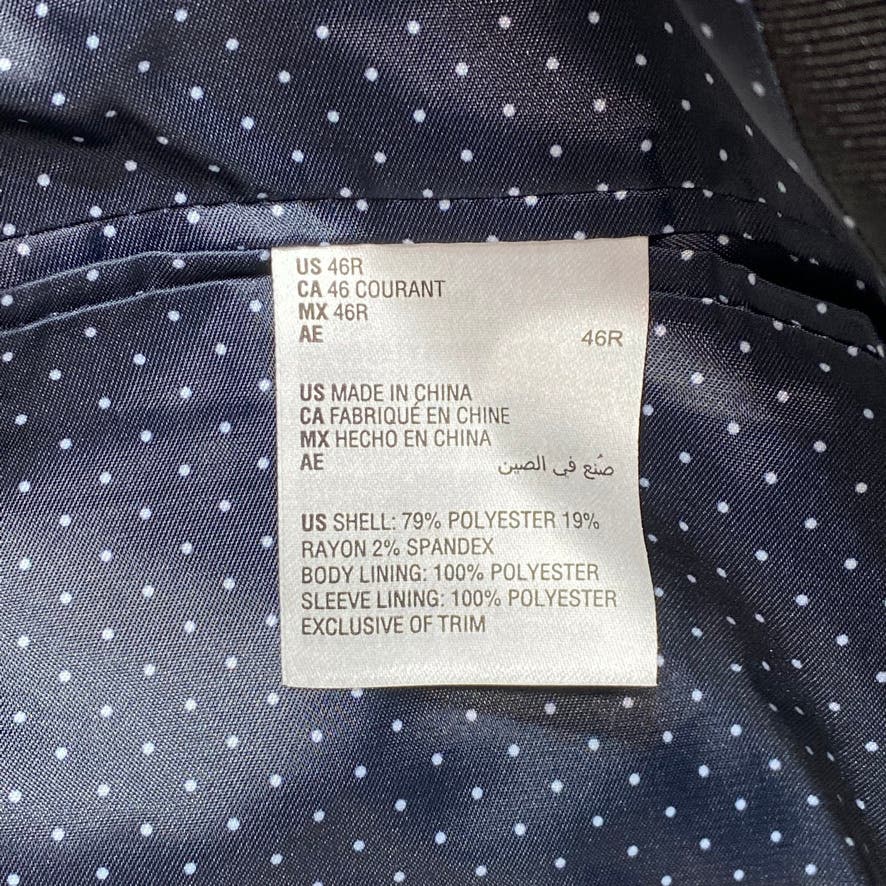 US 46R
CA 46 COURANT
MX 46R
AE 46R
US MADE IN CHINA
CA FABRIQUÉ EN CHINE
MX HECHO EN CHINA
AE صُنع في الصين
US SHELL: 79% POLYESTER 19%
RAYON 2% SPANDEX
BODY LINING: 100% POLYESTER
SLEEVE LINING: 100% POLYESTER
EXCLUSIVE OF TRIM